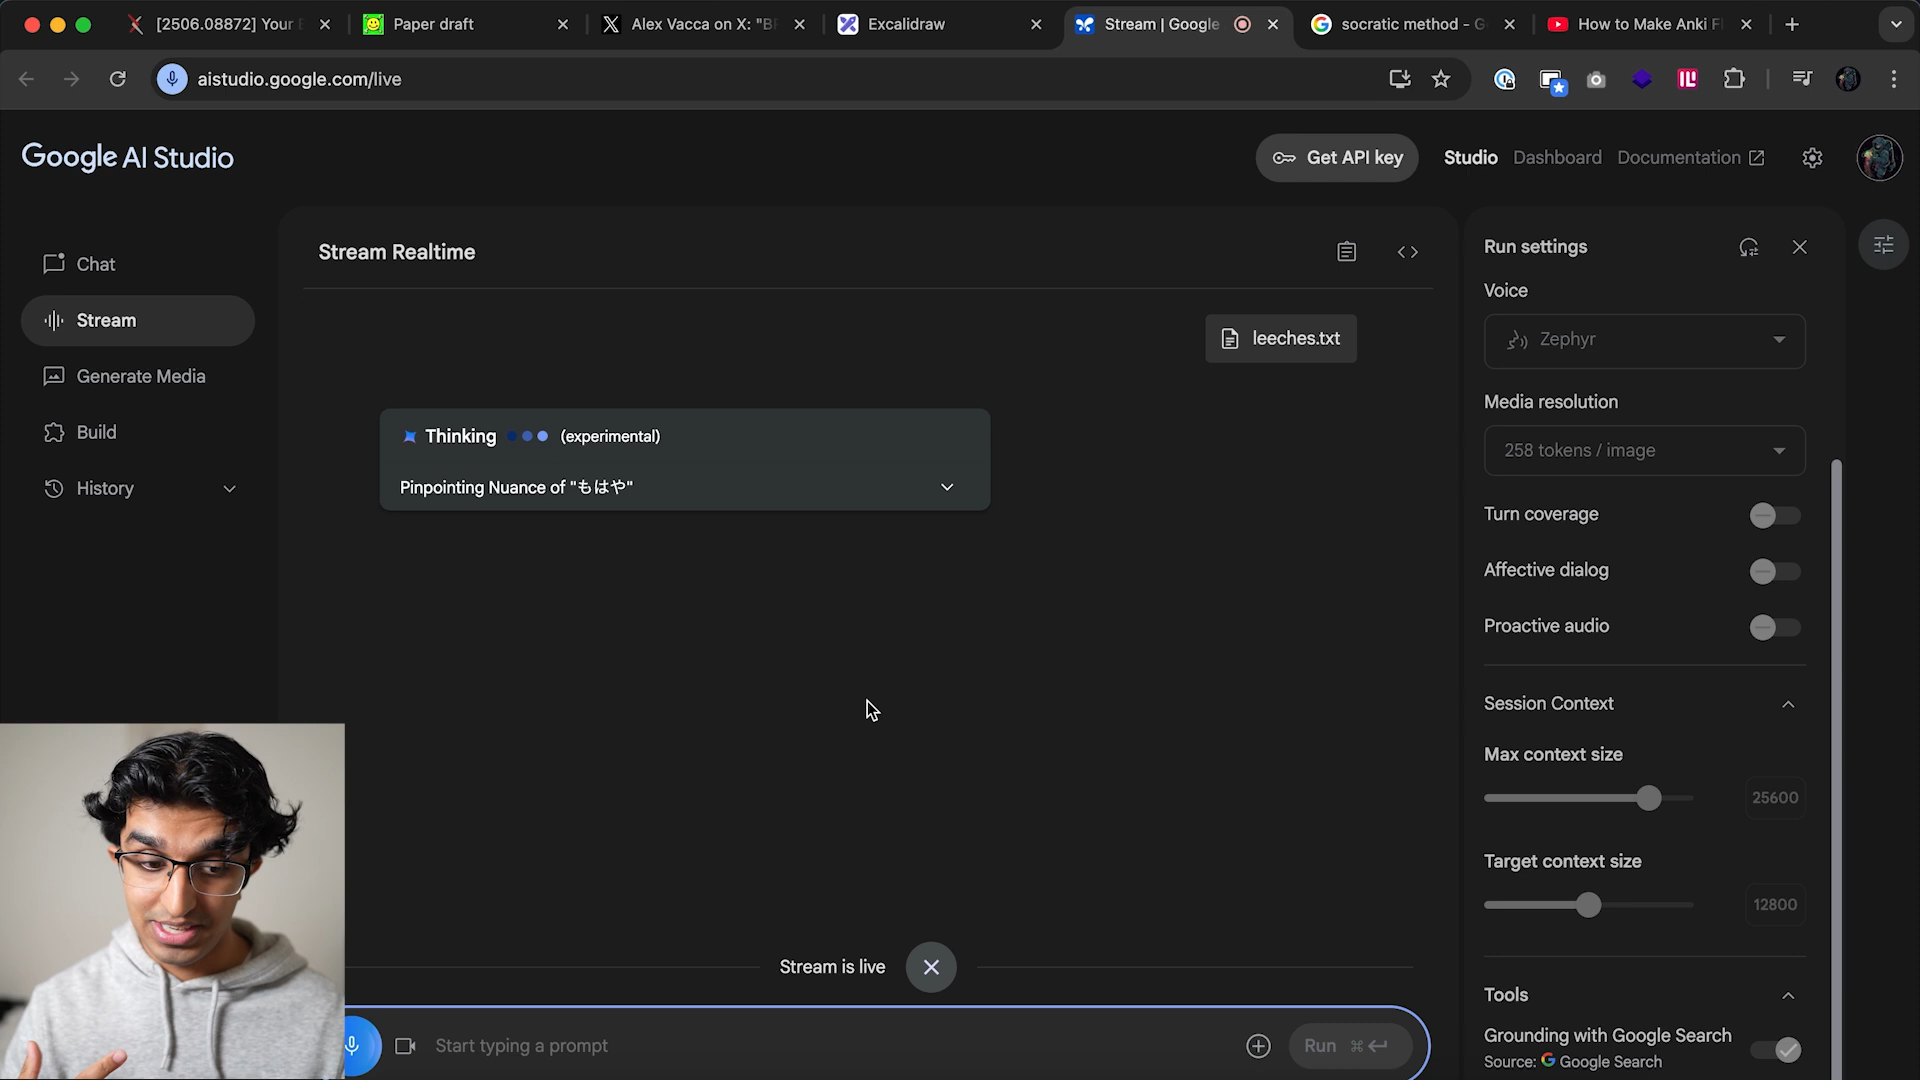 [2506.08872] Your
Paper draft
Alex Vacca on X: "B
Excalidraw
Stream | Google
socratic method - G
How to Make Anki F
aistudio.google.com/live
Google AI Studio
Get API key
Studio
Dashboard
Documentation
Chat
Stream
Generate Media
Build
History
Stream Realtime
leeches.txt
Thinking (experimental)
Pinpointing Nuance of "もはや"
Stream is live
Start typing a prompt
Run ⌘↵
Run settings
Voice
Zephyr
Media resolution
258 tokens / image
Turn coverage
Affective dialog
Proactive audio
Session Context
Max context size
25600
Target context size
12800
Tools
Grounding with Google Search
Source: Google Search